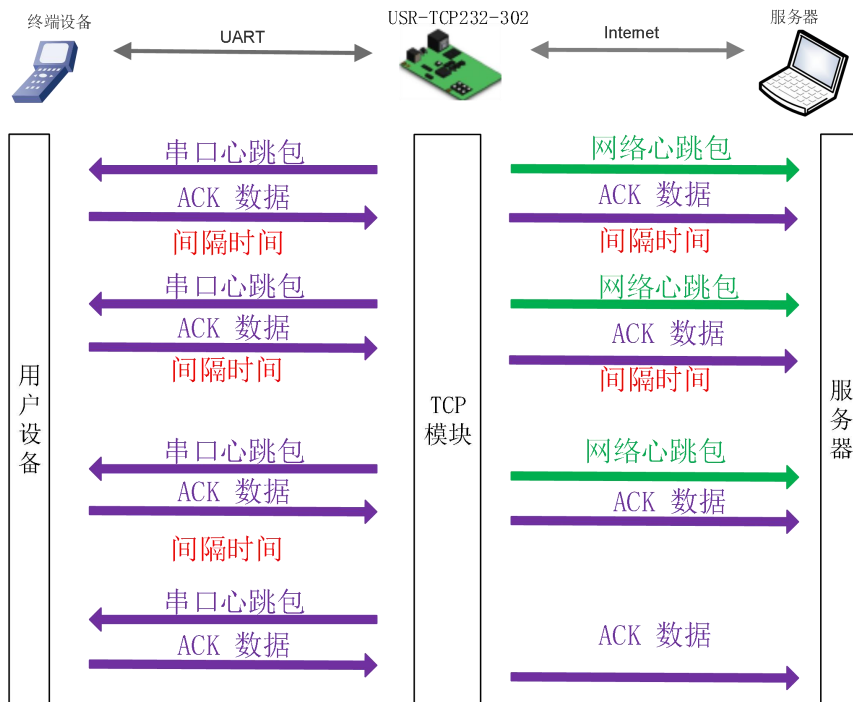 终端设备
UART
USR-TCP232-302
Internet
服务器
串口心跳包
网络心跳包
ACK 数据
ACK 数据
间隔时间
间隔时间
串口心跳包
网络心跳包
ACK 数据
ACK 数据
间隔时间
间隔时间
用户设备
TCP
模块
服务器
串口心跳包
网络心跳包
ACK 数据
ACK 数据
间隔时间
串口心跳包
ACK 数据
ACK 数据